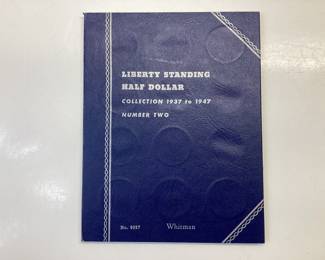 LIBERTY STANDING
HALF DOLLAR
COLLECTION 1937 to 1947
NUMBER TWO
No. 9027 Whitman